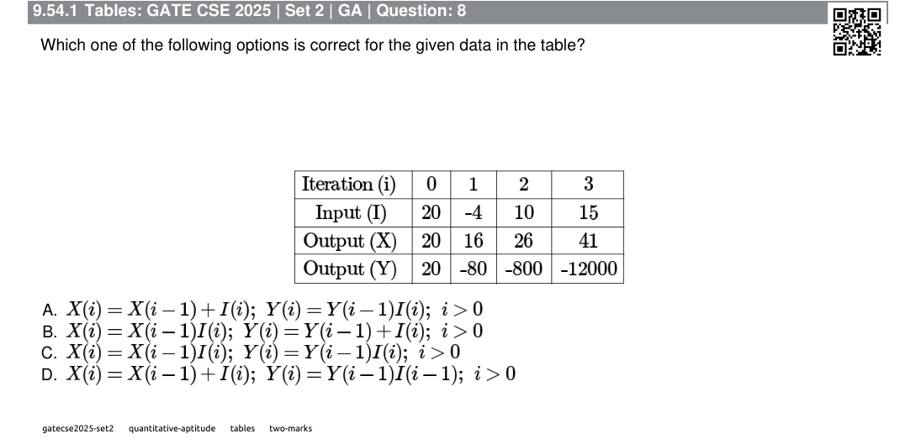 9.54.1 Tables: GATE CSE 2025 | Set 2 | GA | Question: 8
Which one of the following options is correct for the given data in the table?
Iteration (i) 0 1 2 3
Input (I) 20 -4 10 15
Output (X) 20 16 26 41
Output (Y) 20 -80 -800 -12000
A. X(i) = X(i − 1) + I(i); Y(i) = Y(i − 1)I(i); i > 0
B. X(i) = X(i − 1)I(i); Y(i) = Y(i − 1) + I(i); i > 0
C. X(i) = X(i − 1)I(i); Y(i) = Y(i − 1)I(i); i > 0
D. X(i) = X(i − 1) + I(i); Y(i) = Y(i − 1)I(i − 1); i > 0
gatecse2025-set2 quantitative-aptitude tables two-marks